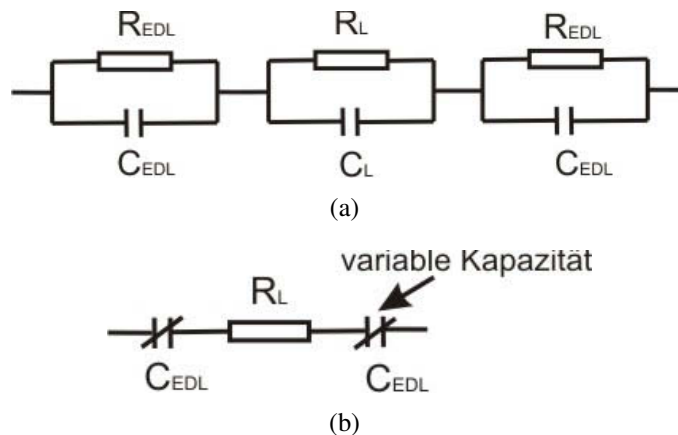 REDL RL REDL
CEDL CL CEDL
(a)
variable Kapazität
RL
CEDL CEDL
(b)